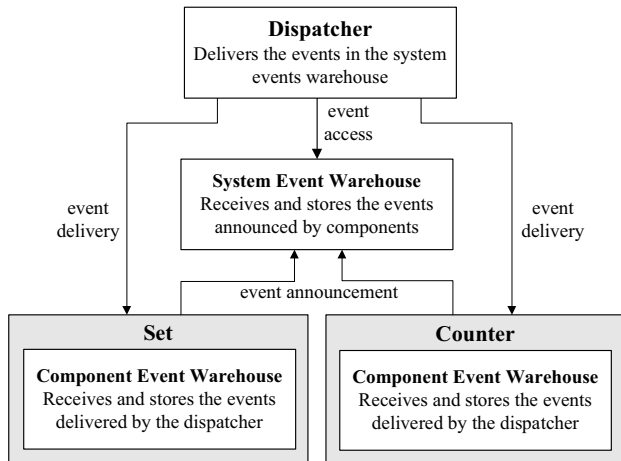 Dispatcher
Delivers the events in the system
events warehouse
event
access
System Event Warehouse
Receives and stores the events
announced by components
event
delivery
event
delivery
event announcement
Set
Component Event Warehouse
Receives and stores the events
delivered by the dispatcher
Counter
Component Event Warehouse
Receives and stores the events
delivered by the dispatcher